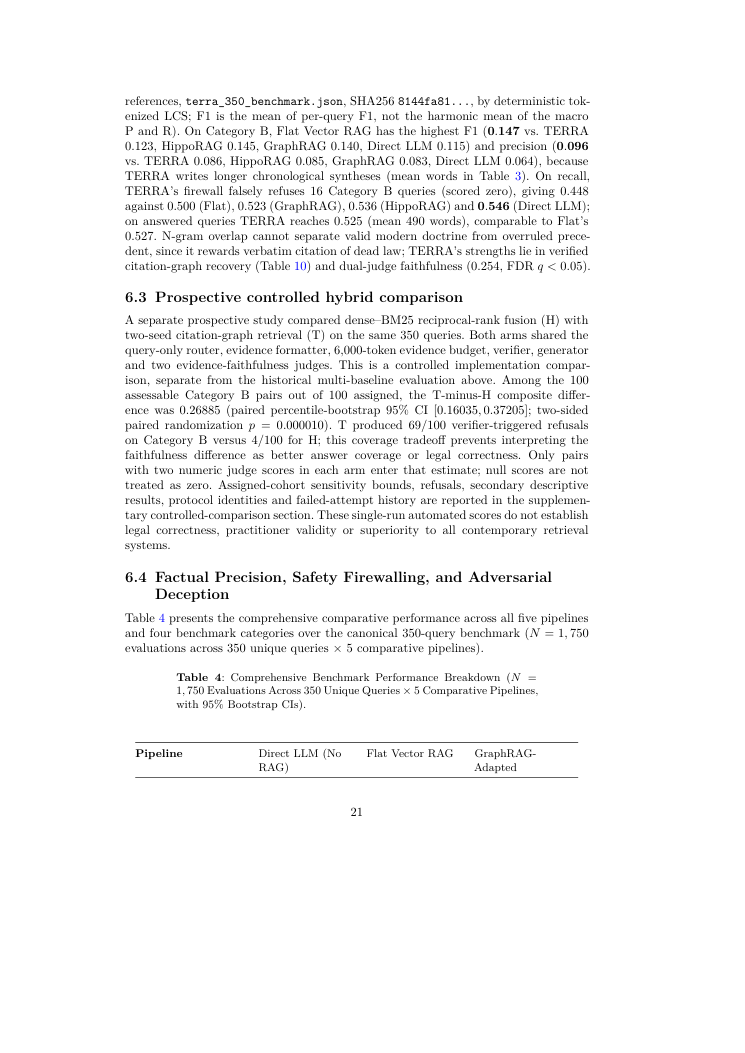 references, terra_350_benchmark.json, SHA256 8144fa81..., by deterministic tok-
enized LCS; F1 is the mean of per-query F1, not the harmonic mean of the macro
P and R). On Category B, Flat Vector RAG has the highest F1 (0.147 vs. TERRA
0.123, HippoRAG 0.145, GraphRAG 0.140, Direct LLM 0.115) and precision (0.096
vs. TERRA 0.086, HippoRAG 0.085, GraphRAG 0.083, Direct LLM 0.064), because
TERRA writes longer chronological syntheses (mean words in Table 3). On recall,
TERRA's firewall falsely refuses 16 Category B queries (scored zero), giving 0.448
against 0.500 (Flat), 0.523 (GraphRAG), 0.536 (HippoRAG) and 0.546 (Direct LLM);
on answered queries TERRA reaches 0.525 (mean 490 words), comparable to Flat's
0.527. N-gram overlap cannot separate valid modern doctrine from overruled prece-
dent, since it rewards verbatim citation of dead law; TERRA's strengths lie in verified
citation-graph recovery (Table 10) and dual-judge faithfulness (0.254, FDR q < 0.05).
6.3 Prospective controlled hybrid comparison
A separate prospective study compared dense–BM25 reciprocal-rank fusion (H) with
two-seed citation-graph retrieval (T) on the same 350 queries. Both arms shared the
query-only router, evidence formatter, 6,000-token evidence budget, verifier, generator
and two evidence-faithfulness judges. This is a controlled implementation compar-
ison, separate from the historical multi-baseline evaluation above. Among the 100
assessable Category B pairs out of 100 assigned, the T-minus-H composite differ-
ence was 0.26885 (paired percentile-bootstrap 95% CI [0.16035, 0.37205]; two-sided
paired randomization p = 0.000010). T produced 69/100 verifier-triggered refusals
on Category B versus 4/100 for H; this coverage tradeoff prevents interpreting the
faithfulness difference as better answer coverage or legal correctness. Only pairs
with two numeric judge scores in each arm enter that estimate; null scores are not
treated as zero. Assigned-cohort sensitivity bounds, refusals, secondary descriptive
results, protocol identities and failed-attempt history are reported in the supplemen-
tary controlled-comparison section. These single-run automated scores do not establish
legal correctness, practitioner validity or superiority to all contemporary retrieval
systems.
6.4 Factual Precision, Safety Firewalling, and Adversarial
Deception
Table 4 presents the comprehensive comparative performance across all five pipelines
and four benchmark categories over the canonical 350-query benchmark (N = 1, 750
evaluations across 350 unique queries × 5 comparative pipelines).
Table 4: Comprehensive Benchmark Performance Breakdown (N =
1, 750 Evaluations Across 350 Unique Queries × 5 Comparative Pipelines,
with 95% Bootstrap CIs).
Pipeline Direct LLM (No Flat Vector RAG GraphRAG-
RAG) Adapted
21